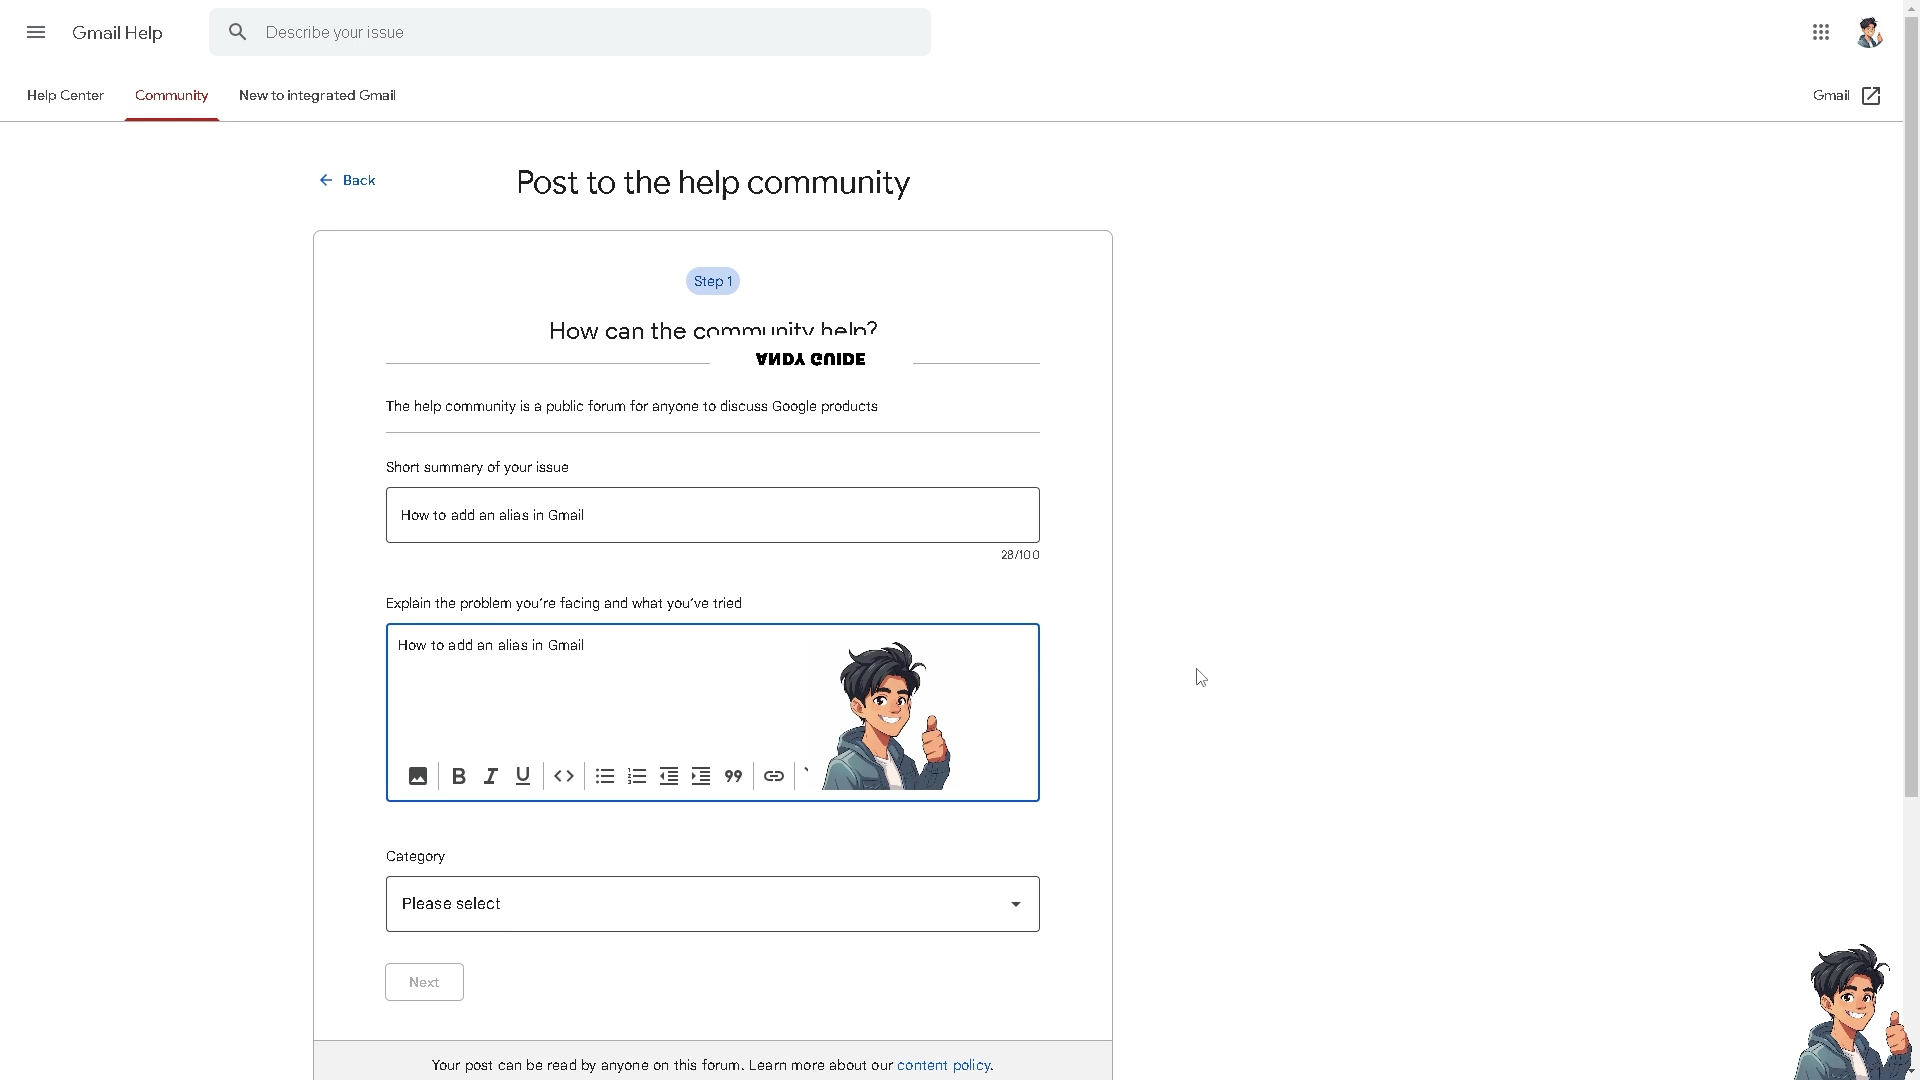 Gmail Help
Describe your issue
Help Center
Community
New to integrated Gmail
Gmail
Back
Post to the help community
Step 1
How can the community help?
ANDY GUIDE
The help community is a public forum for anyone to discuss Google products
Short summary of your issue
How to add an alias in Gmail
28/100
Explain the problem you're facing and what you've tried
How to add an alias in Gmail
B I U
Category
Please select
Next
Your post can be read by anyone on this forum. Learn more about our content policy.